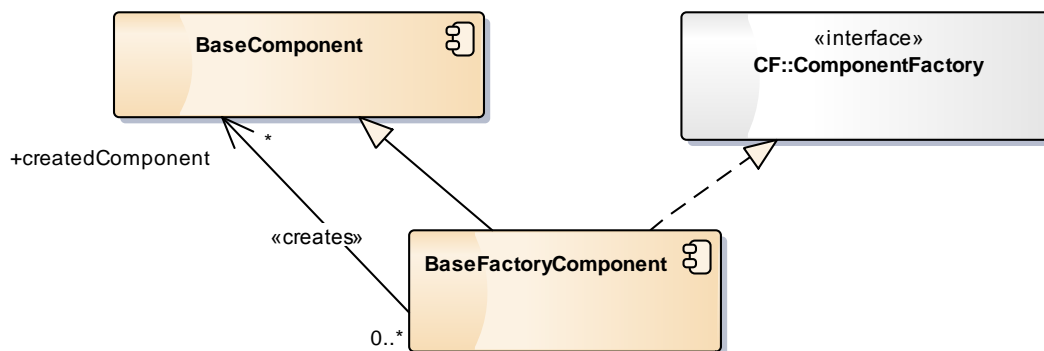 BaseComponent
«interface»
CF::ComponentFactory
*
+createdComponent
«creates»
BaseFactoryComponent
0..*